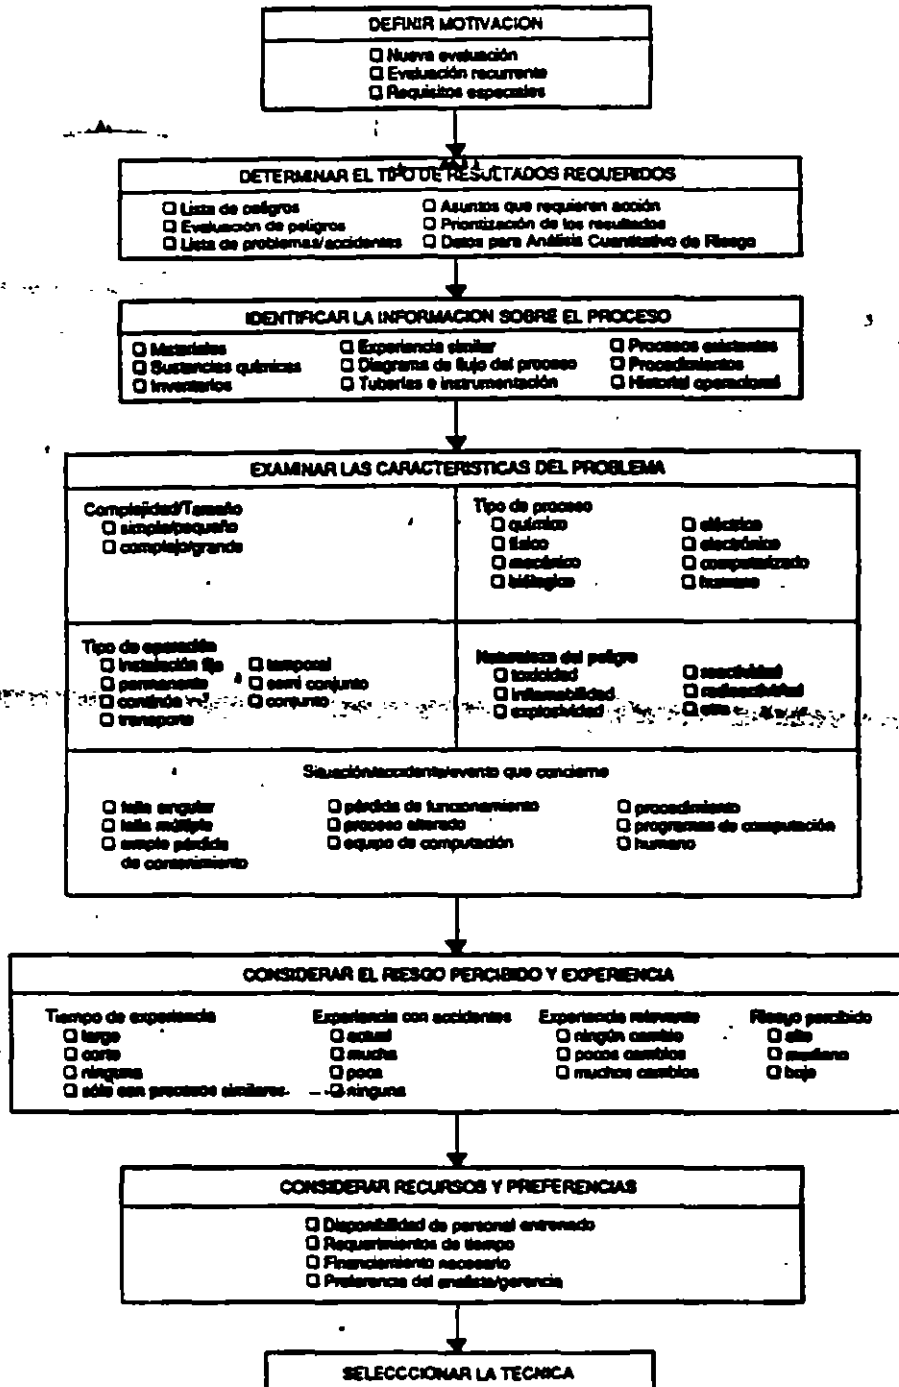 DEFINIR MOTIVACION
❑ Nueva evaluación
❑ Evaluación recurrente
❑ Requisitos especiales
DETERMINAR EL TIPO DE RESULTADOS REQUERIDOS
❑ Lista de peligros
❑ Evaluación de peligros
❑ Lista de problemas/accidentes
❑ Asuntos que requieren acción
❑ Prioritización de los resultados
❑ Datos para Análisis Cuantitativo de Riesgo
IDENTIFICAR LA INFORMACION SOBRE EL PROCESO
❑ Materiales
❑ Sustancias químicas
❑ Inventarios
❑ Experiencia similar
❑ Diagrama de flujo del proceso
❑ Tuberías e instrumentación
❑ Procesos existentes
❑ Procedimientos
❑ Historial operacional
EXAMINAR LAS CARACTERISTICAS DEL PROBLEMA
Complejidad/Tamaño
❑ simple/pequeño
❑ complejo/grande
Tipo de proceso
❑ químico
❑ físico
❑ mecánico
❑ biólogico
❑ eléctrico
❑ electrónico
❑ computarizado
❑ humano
Tipo de operación
❑ instalación fija
❑ permanente
❑ continúa
❑ transporte
❑ temporal
❑ semi conjunto
❑ conjunto
Naturaleza del peligro
❑ toxicidad
❑ inflamabilidad
❑ explosividad
❑ reactividad
❑ radioactividad
❑ otro
Situación/accidente/evento que concierne
❑ falla singular
❑ falla múltiple
❑ simple pérdida
de contenimiento
❑ pérdida de funcionamiento
❑ proceso alterado
❑ equipo de computación
❑ procedimiento
❑ programas de computación
❑ humano
CONSIDERAR EL RIESGO PERCIBIDO Y EXPERIENCIA
Tiempo de experiencia
❑ largo
❑ corto
❑ ninguna
❑ sólo con procesos similares
Experiencia con accidentes
❑ actual
❑ mucha
❑ poca
❑ ninguna
Experiencia relevante
❑ ningún cambio
❑ pocos cambios
❑ muchos cambios
Riesgo percibido
❑ alto
❑ mediano
❑ bajo
CONSIDERAR RECURSOS Y PREFERENCIAS
❑ Disponibilidad de personal entrenado
❑ Requerimientos de tiempo
❑ Financiamiento necesario
❑ Preferencia del analista/gerencia
SELECCCIONAR LA TECNICA